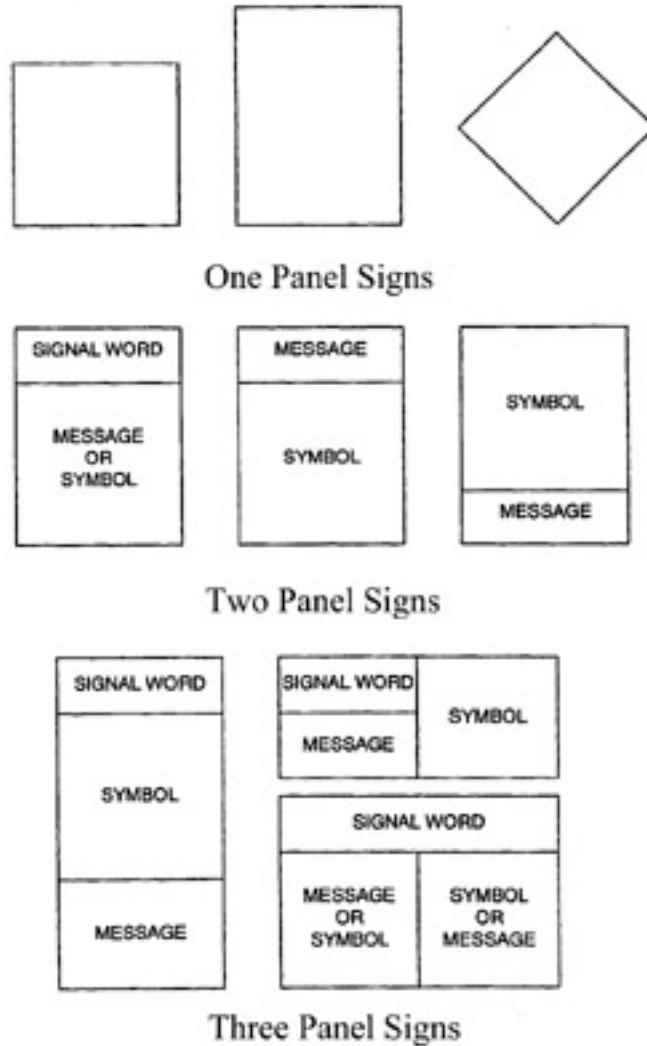 One Panel Signs
SIGNAL WORD
MESSAGE
OR
SYMBOL
MESSAGE
SYMBOL
SYMBOL
MESSAGE
Two Panel Signs
SIGNAL WORD
SYMBOL
MESSAGE
SIGNAL WORD
MESSAGE
SYMBOL
SIGNAL WORD
MESSAGE
OR
SYMBOL
SYMBOL
OR
MESSAGE
Three Panel Signs